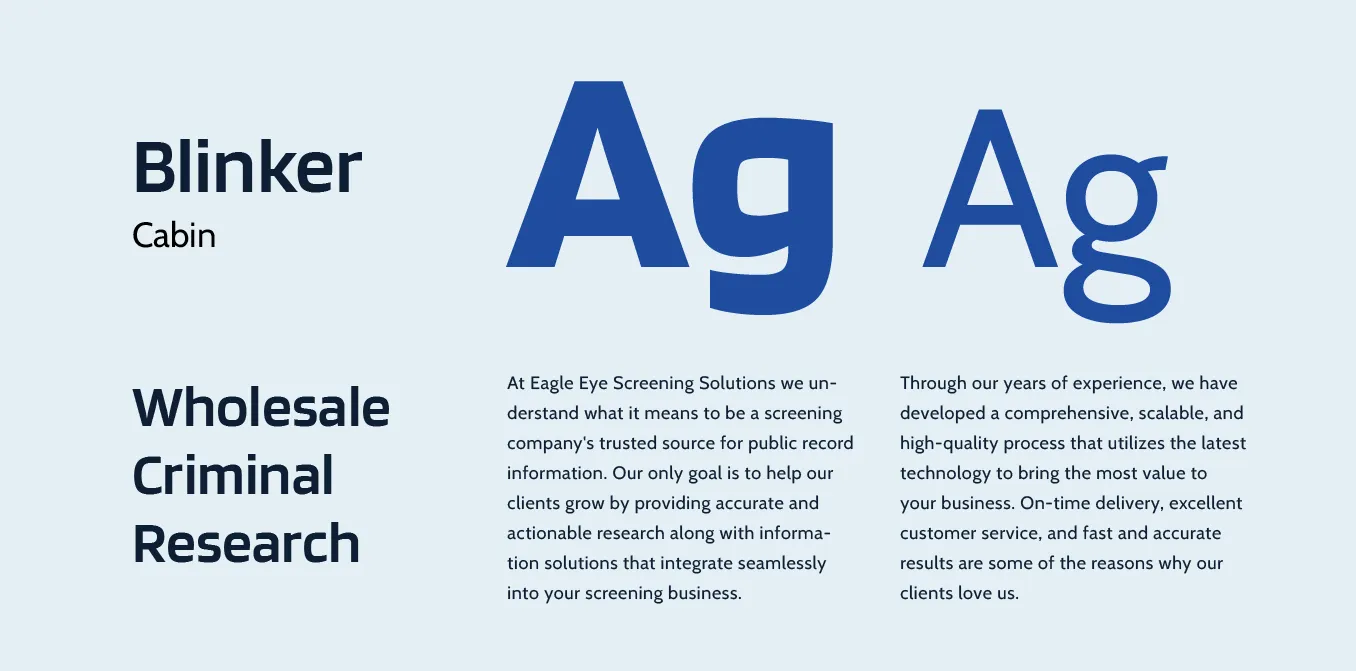 Blinker
Cabin
Ag
Ag
Wholesale
Criminal
Research
At Eagle Eye Screening Solutions we un-
derstand what it means to be a screening
company's trusted source for public record
information. Our only goal is to help our
clients grow by providing accurate and
actionable research along with informa-
tion solutions that integrate seamlessly
into your screening business.
Through our years of experience, we have
developed a comprehensive, scalable, and
high-quality process that utilizes the latest
technology to bring the most value to
your business. On-time delivery, excellent
customer service, and fast and accurate
results are some of the reasons why our
clients love us.